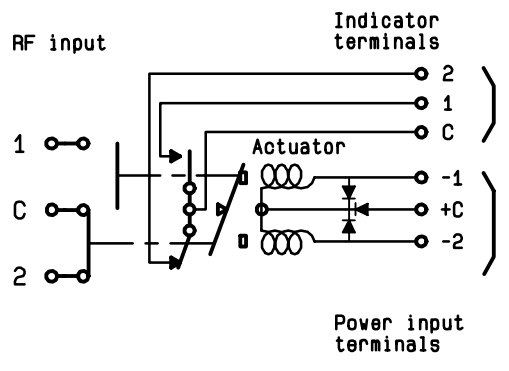 Indicator
terminals
RF input
2
1
C
Actuator
1
C
2
-1
+C
-2
Power input
terminals